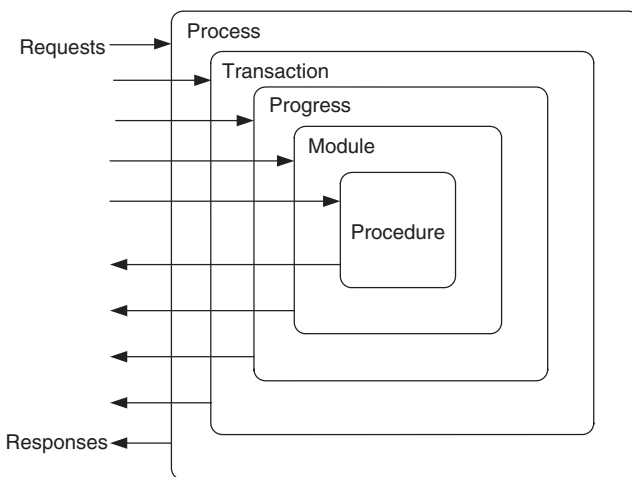 Process
Requests
Transaction
Progress
Module
Procedure
Responses